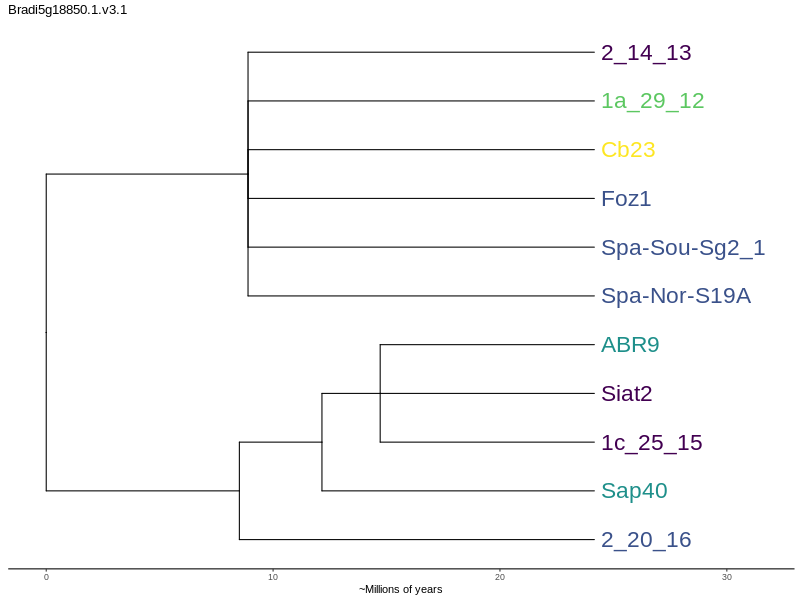 Bradi5g18850.1.v3.1
2_14_13
1a_29_12
Cb23
Foz1
Spa-Sou-Sg2_1
Spa-Nor-S19A
ABR9
Siat2
1c_25_15
Sap40
2_20_16
0 10 20 30
~Millions of years